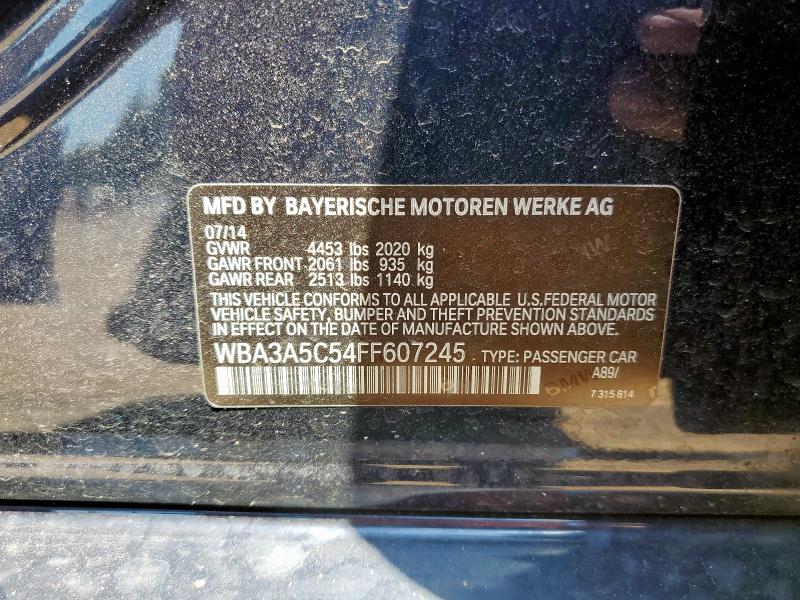 MFD BY BAYERISCHE MOTOREN WERKE AG
07/14
GVWR 4453 lbs 2020 kg
GAWR FRONT 2061 lbs 935 kg
GAWR REAR 2513 lbs 1140 kg
THIS VEHICLE CONFORMS TO ALL APPLICABLE U.S.FEDERAL MOTOR
VEHICLE SAFETY, BUMPER AND THEFT PREVENTION STANDARDS
IN EFFECT ON THE DATE OF MANUFACTURE SHOWN ABOVE.
WBA3A5C54FF607245 TYPE: PASSENGER CAR
A89/
BMW
7 315 814